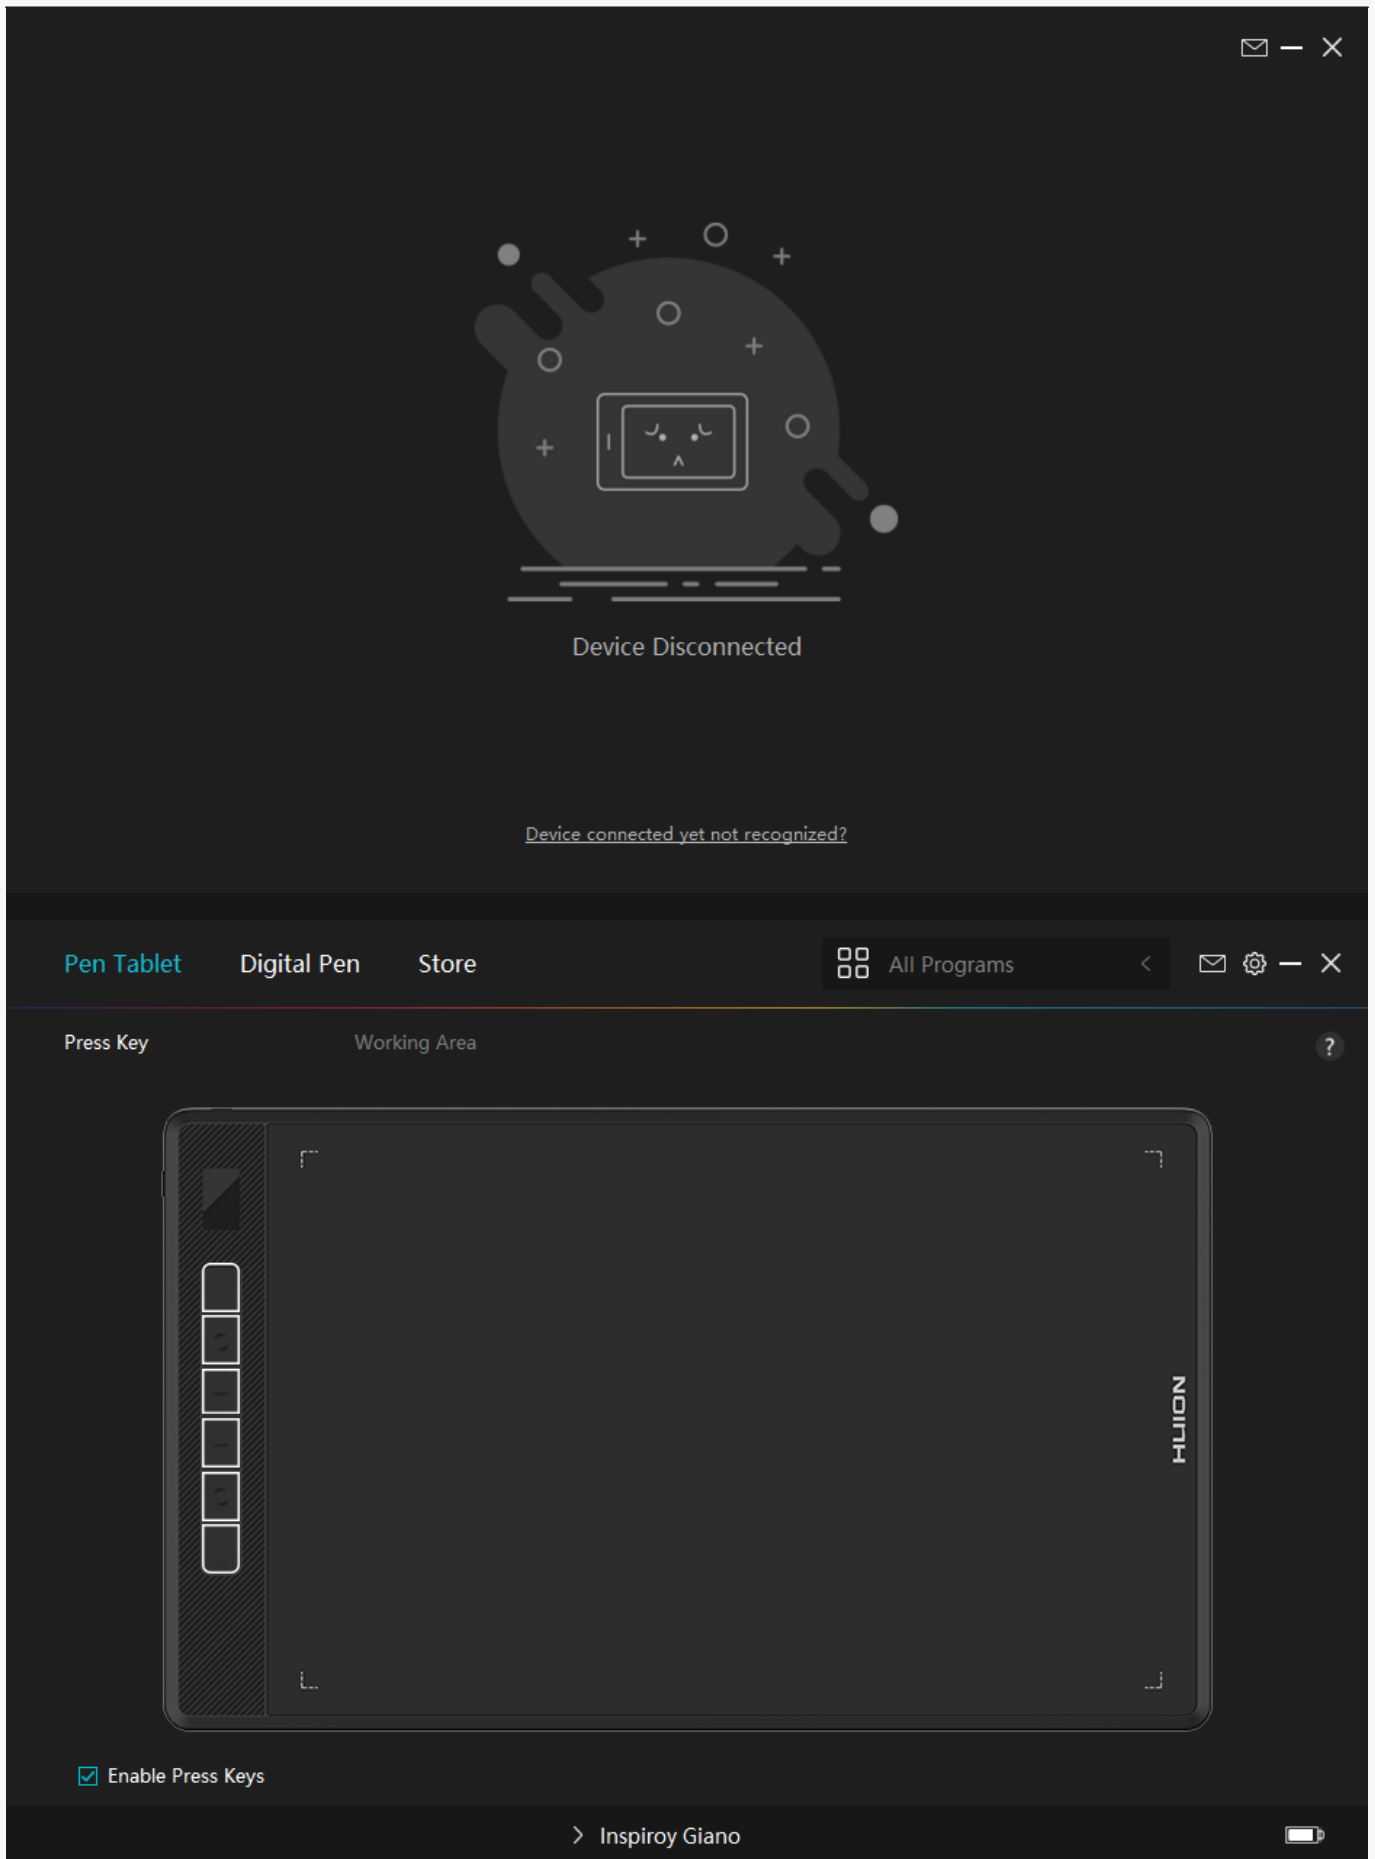 Device Disconnected
Device connected yet not recognized?
Pen Tablet Digital Pen Store All Programs
Press Key Working Area ?
HUION
Enable Press Keys
Inspiroy Giano